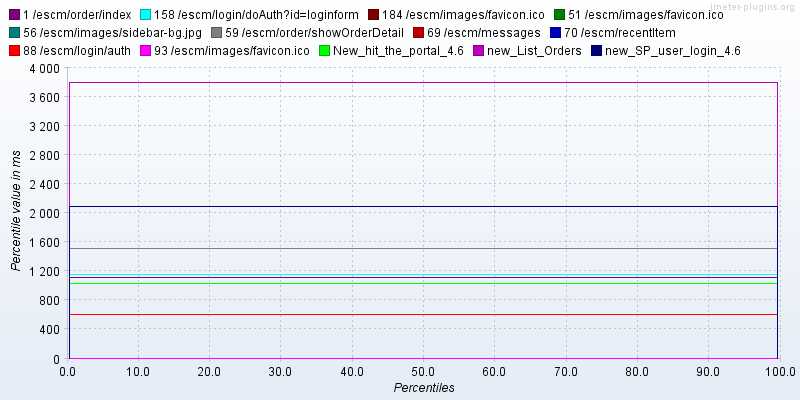 jmeter-plugins.org
1 /escm/order/index 158 /escm/login/doAuth?id=loginform 184 /escm/images/favicon.ico 51 /escm/images/favicon.ico
56 /escm/images/sidebar-bg.jpg 59 /escm/order/showOrderDetail 69 /escm/messages 70 /escm/recentItem
88 /escm/login/auth 93 /escm/images/favicon.ico New_hit_the_portal_4.6 new_List_Orders new_SP_user_login_4.6
4 000
3 600
3 200
2 800
2 400
2 000
1 600
1 200
800
400
0
Percentile value in ms
0.0 10.0 20.0 30.0 40.0 50.0 60.0 70.0 80.0 90.0 100.0
Percentiles